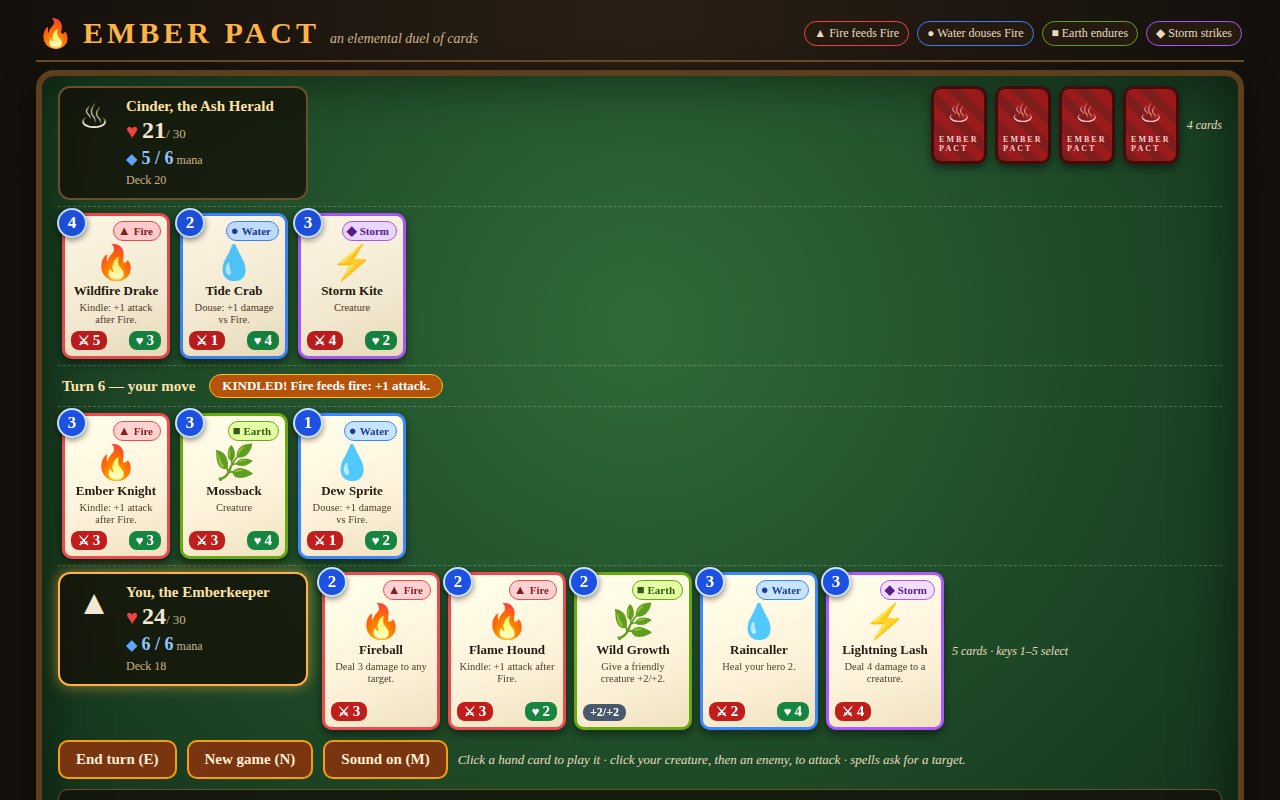 EMBER PACT an elemental duel of cards
▲ Fire feeds Fire ● Water douses Fire ■ Earth endures ◆ Storm strikes
Cinder, the Ash Herald
♥ 21 / 30
◆ 5 / 6 mana
Deck 20
EMBER PACT
EMBER PACT
EMBER PACT
EMBER PACT
4 cards
4
▲ Fire
Wildfire Drake
Kindle: +1 attack
after Fire.
⚔ 5 ♥ 3
2
● Water
Tide Crab
Douse: +1 damage
vs Fire.
⚔ 1 ♥ 4
3
◆ Storm
Storm Kite
Creature
⚔ 4 ♥ 2
Turn 6 — your move KINDLED! Fire feeds fire: +1 attack.
3
▲ Fire
Ember Knight
Kindle: +1 attack
after Fire.
⚔ 3 ♥ 3
3
■ Earth
Mossback
Creature
⚔ 3 ♥ 4
1
● Water
Dew Sprite
Douse: +1 damage
vs Fire.
⚔ 1 ♥ 2
You, the Emberkeeper
♥ 24 / 30
◆ 6 / 6 mana
Deck 18
2
▲ Fire
Fireball
Deal 3 damage to any
target.
⚔ 3
2
▲ Fire
Flame Hound
Kindle: +1 attack after
Fire.
⚔ 3 ♥ 2
2
■ Earth
Wild Growth
Give a friendly
creature +2/+2.
+2/+2
3
● Water
Raincaller
Heal your hero 2.
⚔ 2 ♥ 4
3
◆ Storm
Lightning Lash
Deal 4 damage to a
creature.
⚔ 4
5 cards · keys 1–5 select
End turn (E) New game (N) Sound on (M) Click a hand card to play it · click your creature, then an enemy, to attack · spells ask for a target.